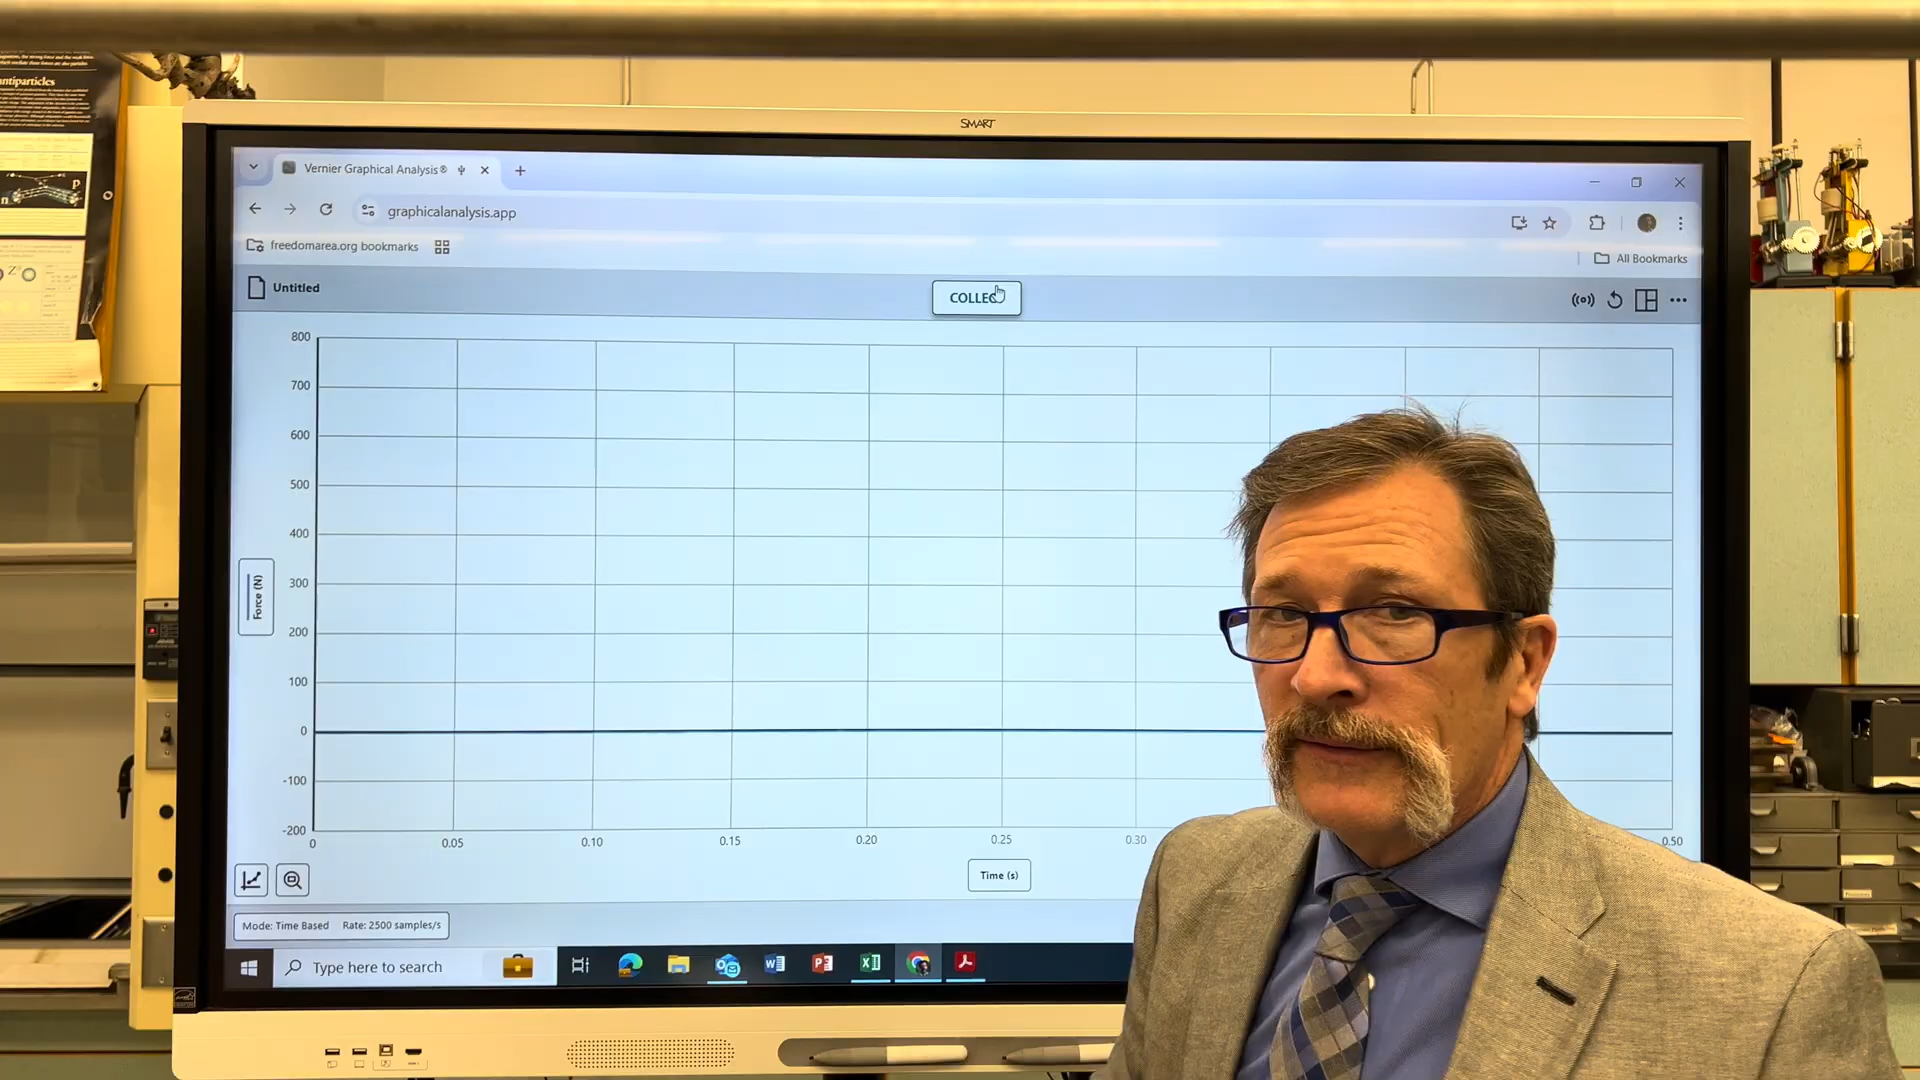 antiparticles
SMART
Vernier Graphical Analysis®
graphicalanalysis.app
freedomarea.org bookmarks
All Bookmarks
Untitled
COLLEC
800
700
600
500
400
300
200
100
0
-100
-200
Force (N)
0
0.05
0.10
0.15
0.20
0.25
0.30
0.50
Time (s)
Mode: Time Based Rate: 2500 samples/s
Type here to search